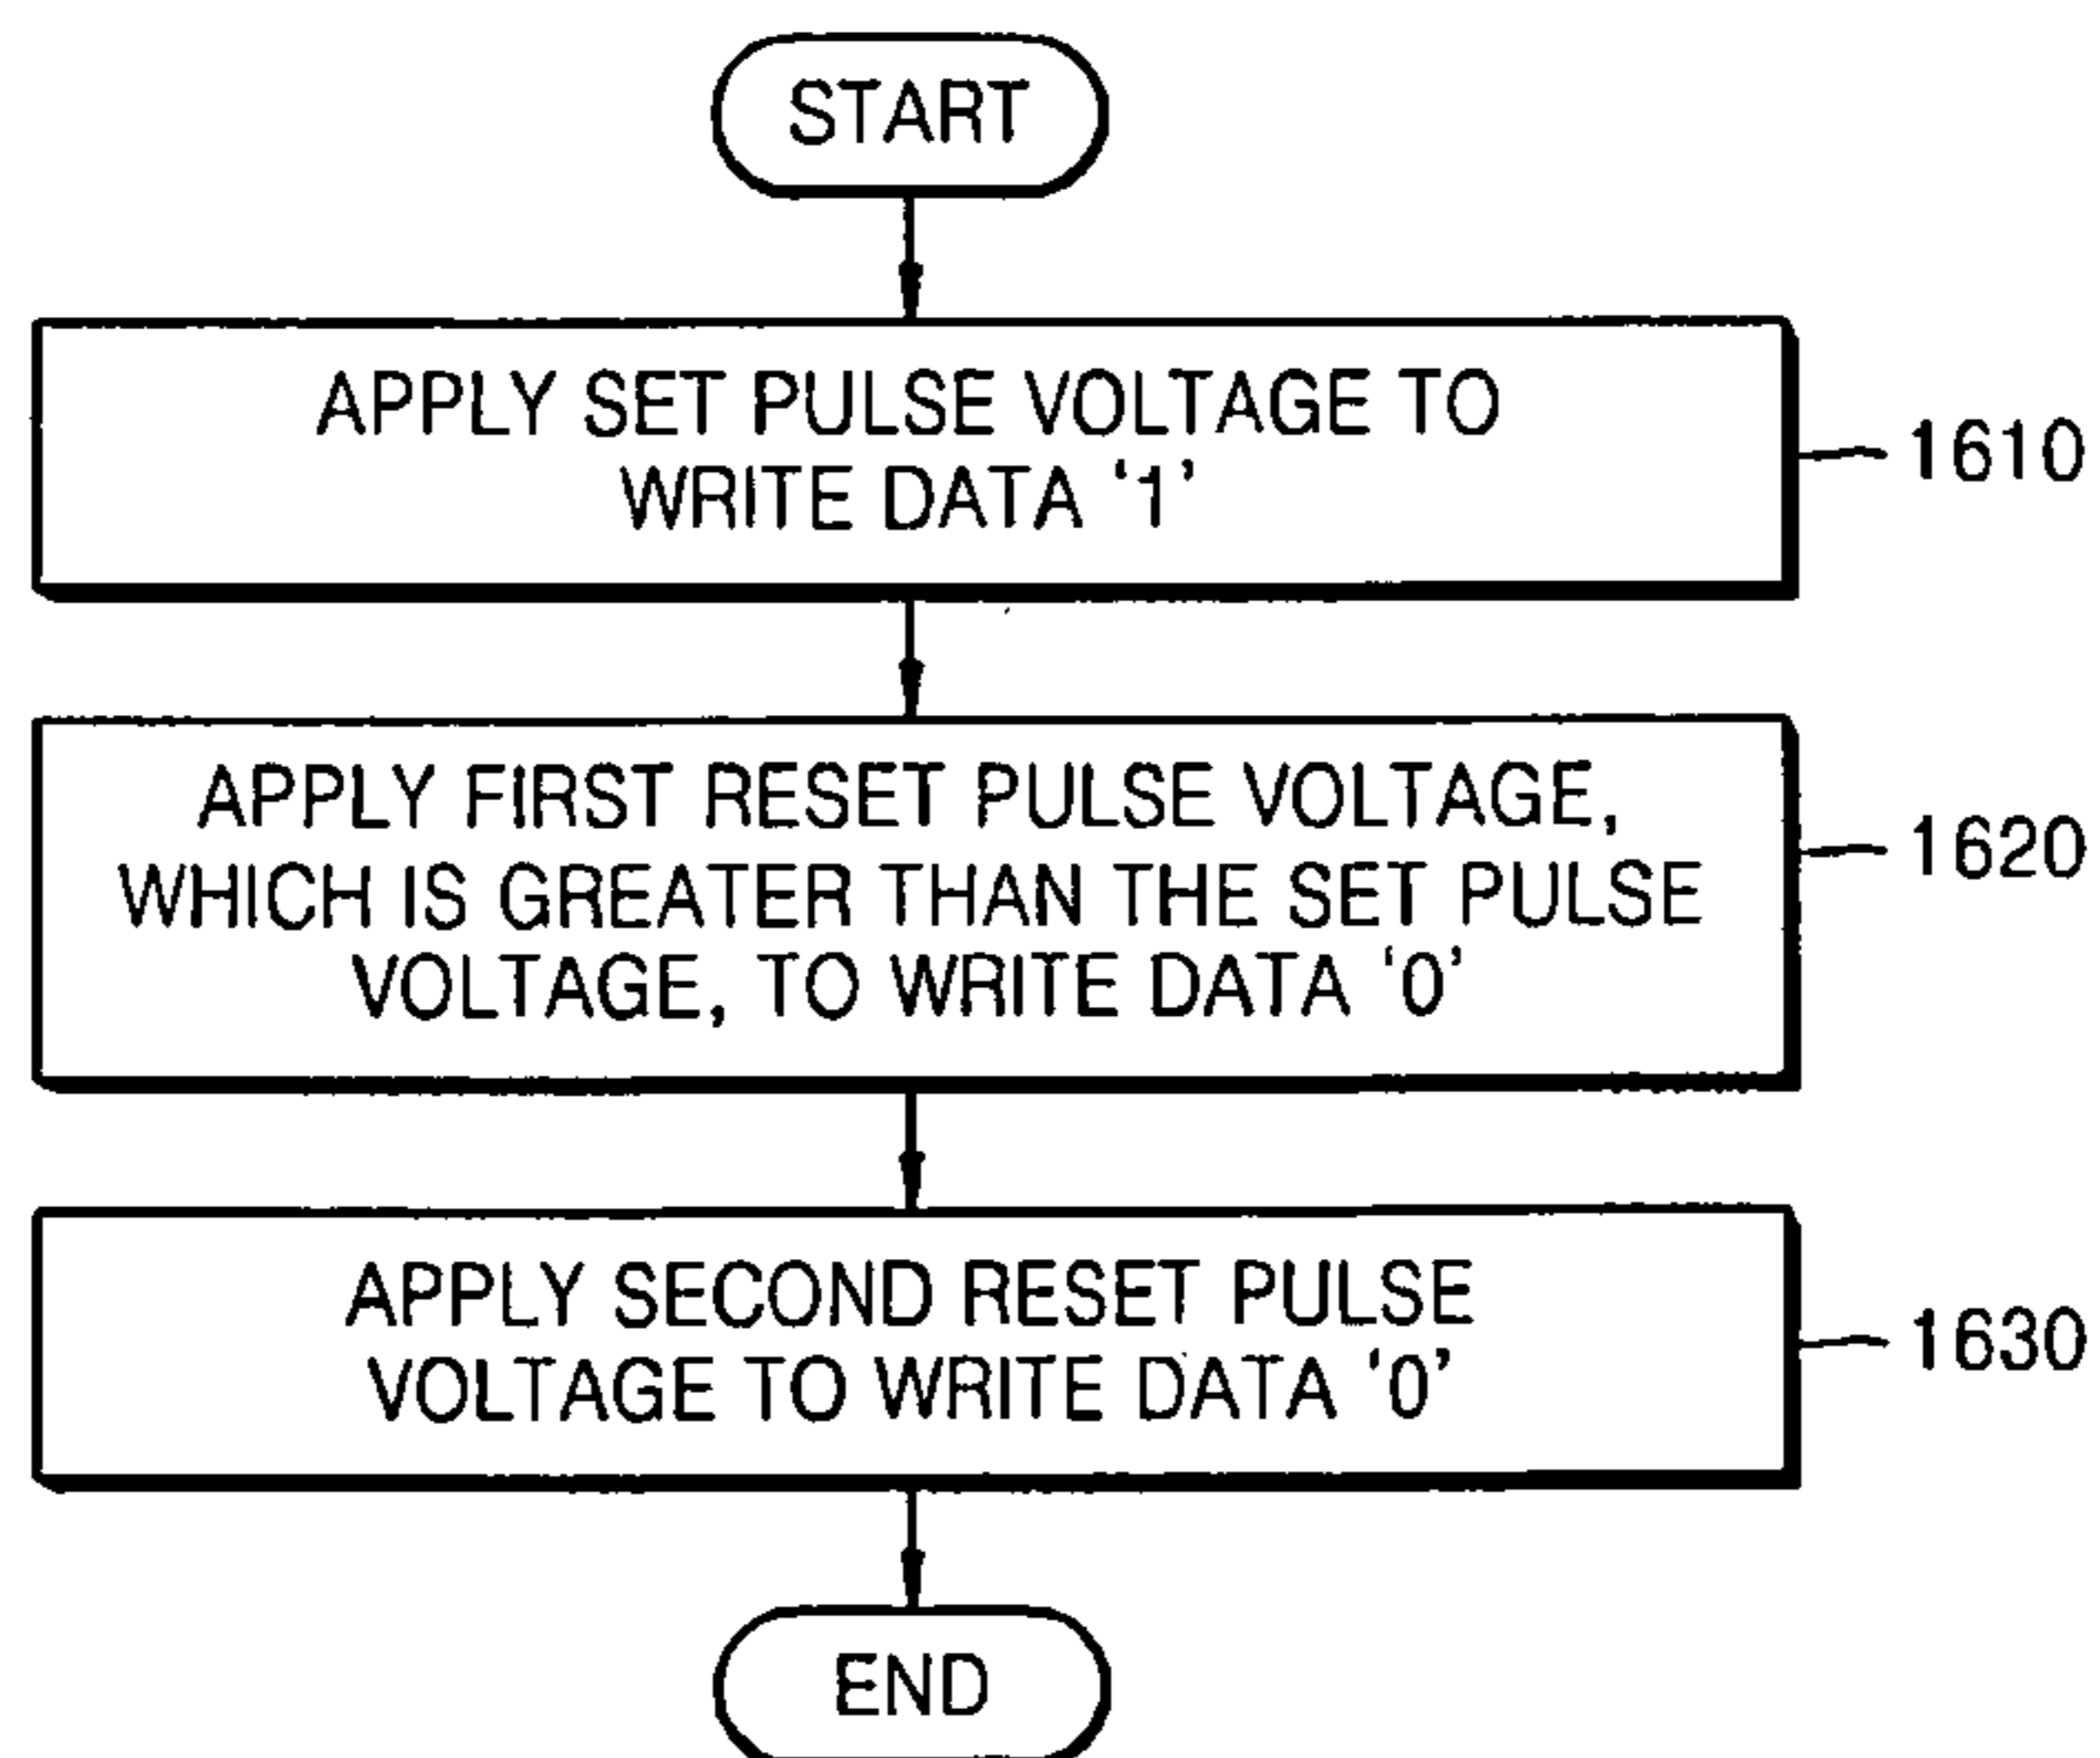 START
APPLY SET PULSE VOLTAGE TO
WRITE DATA ‘1’
1610
APPLY FIRST RESET PULSE VOLTAGE,
WHICH IS GREATER THAN THE SET PULSE
VOLTAGE, TO WRITE DATA ‘0’
1620
APPLY SECOND RESET PULSE
VOLTAGE TO WRITE DATA ‘0’
1630
END